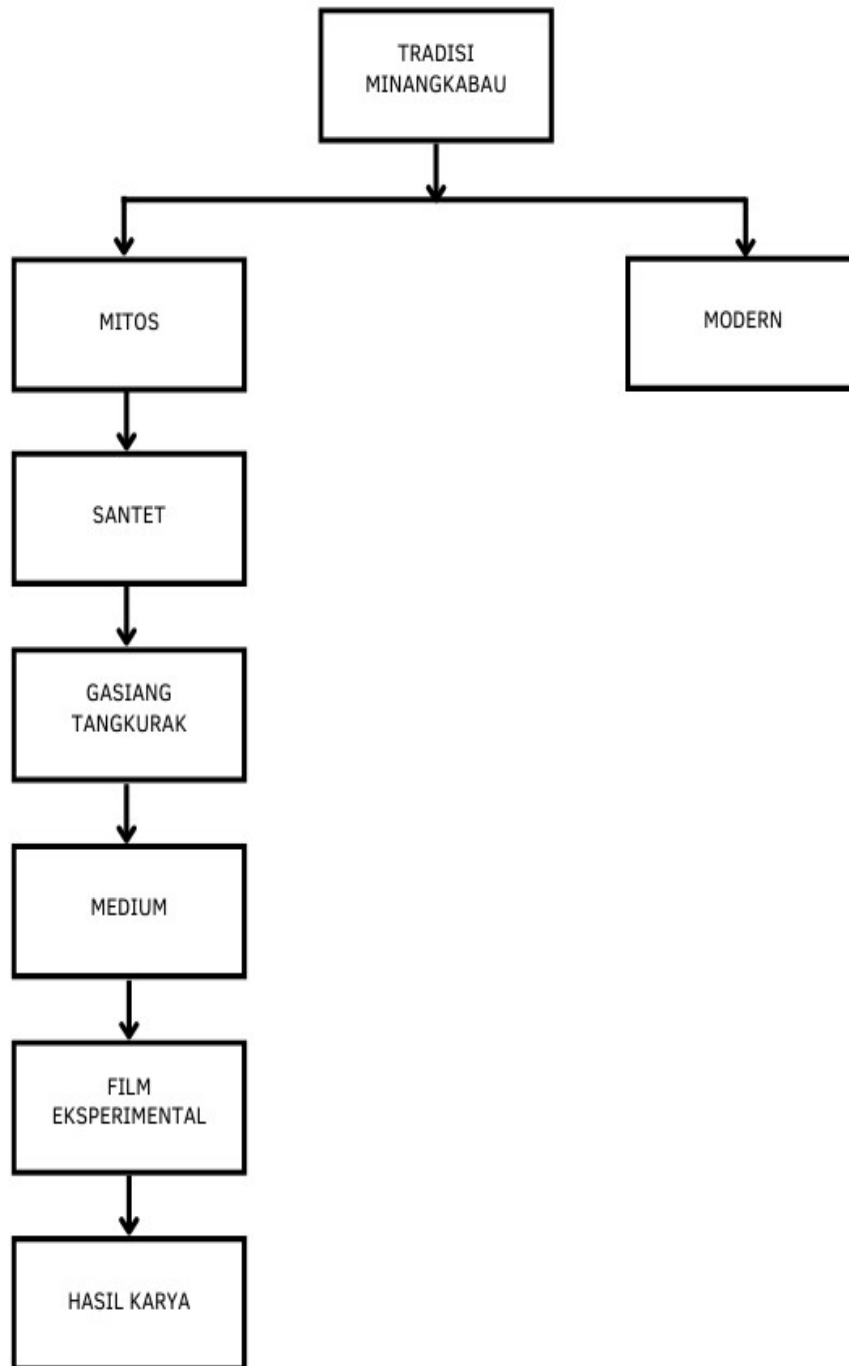 TRADISI
MINANGKABAU
MITOS
MODERN
SANTET
GASIANG
TANGKURAK
MEDIUM
FILM
EKSPERIMENTAL
HASIL KARYA